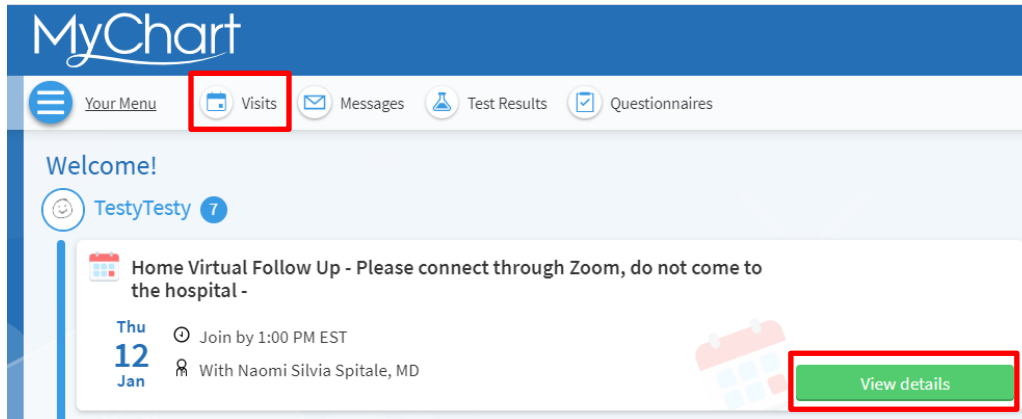 MyChart
Your Menu Visits Messages Test Results Questionnaires
Welcome!
TestyTesty 7
Home Virtual Follow Up - Please connect through Zoom, do not come to
the hospital -
Thu
12
Jan
Join by 1:00 PM EST
With Naomi Silvia Spitale, MD
View details